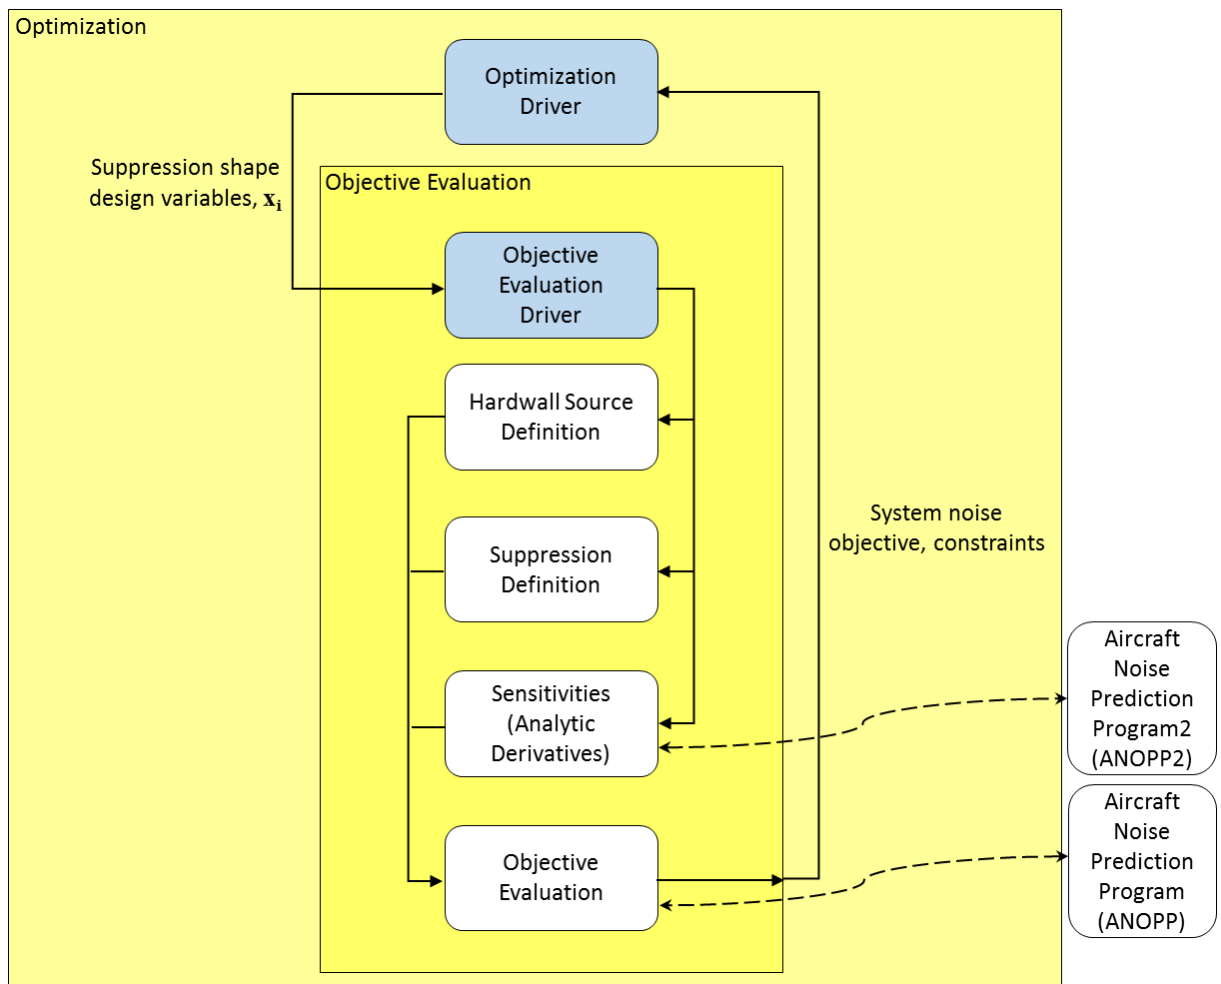 Optimization
Optimization
Driver
Suppression shape
design variables, xᵢ
Objective Evaluation
Objective
Evaluation
Driver
Hardwall Source
Definition
Suppression
Definition
System noise
objective, constraints
Sensitivities
(Analytic
Derivatives)
Aircraft
Noise
Prediction
Program2
(ANOPP2)
Objective
Evaluation
Aircraft
Noise
Prediction
Program
(ANOPP)